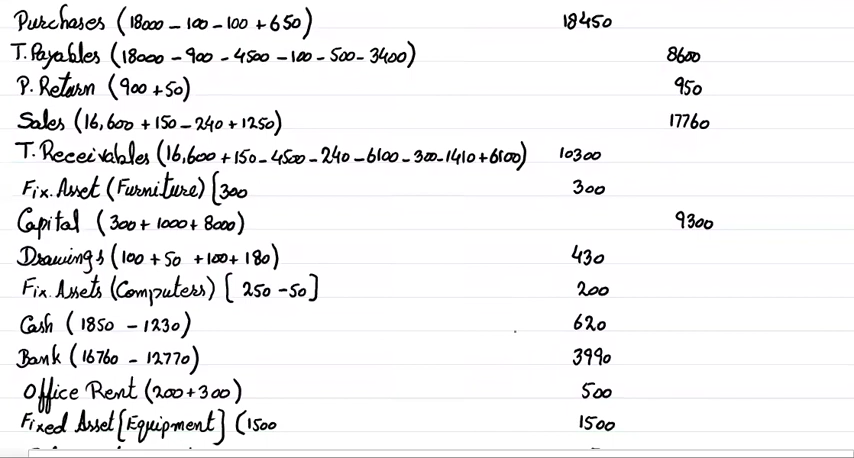 Purchases (18000 - 100 - 100 + 650) 18450
T. Payables (18000 - 900 - 4500 - 100 - 500 - 3400) 8600
P. Return (900 + 50) 950
Sales (16,600 + 150 - 240 + 1250) 17760
T. Receivables (16,600 + 150 - 4500 - 240 - 6100 - 300 - 1410 + 6100) 10300
Fix. Asset (Furniture) [300 300
Capital (300 + 1000 + 8000) 9300
Drawings (100 + 50 + 100 + 180) 430
Fix. Assets (Computers) [250 - 50] 200
Cash (1850 - 1230) 620
Bank (16760 - 12770) 3990
Office Rent (200 + 300) 500
Fixed Asset [Equipment] (1500 1500